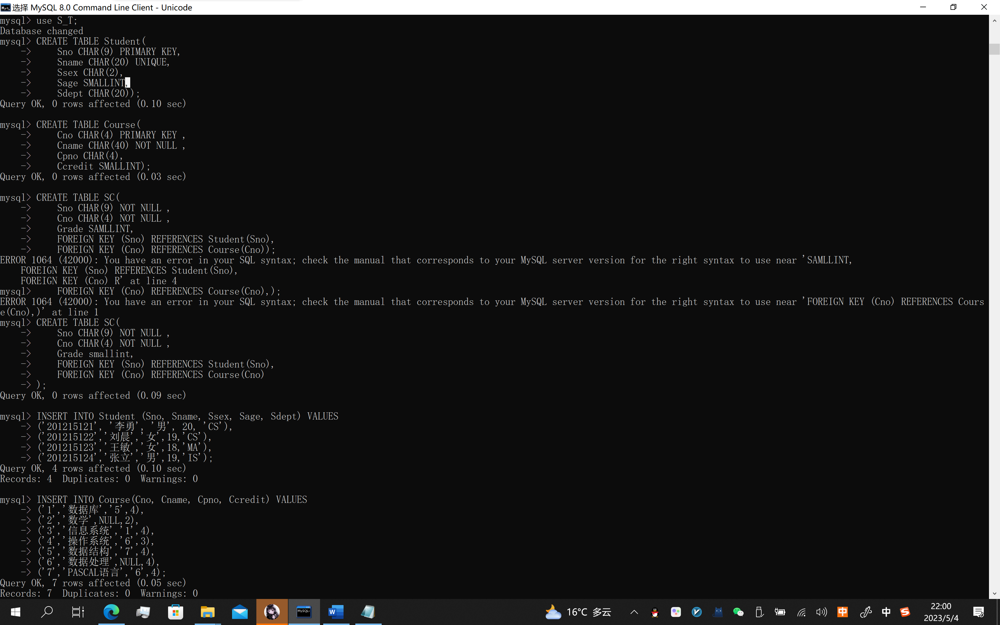 选择 MySQL 8.0 Command Line Client - Unicode
mysql> use S_T;
Database changed
mysql> CREATE TABLE Student(
    ->     Sno CHAR(9) PRIMARY KEY,
    ->     Sname CHAR(20) UNIQUE,
    ->     Ssex CHAR(2),
    ->     Sage SMALLINT,
    ->     Sdept CHAR(20));
Query OK, 0 rows affected (0.10 sec)
mysql> CREATE TABLE Course(
    ->     Cno CHAR(4) PRIMARY KEY ,
    ->     Cname CHAR(40) NOT NULL ,
    ->     Cpno CHAR(4),
    ->     Ccredit SMALLINT);
Query OK, 0 rows affected (0.03 sec)
mysql> CREATE TABLE SC(
    ->     Sno CHAR(9) NOT NULL ,
    ->     Cno CHAR(4) NOT NULL ,
    ->     Grade SAMLLINT,
    ->     FOREIGN KEY (Sno) REFERENCES Student(Sno),
    ->     FOREIGN KEY (Cno) REFERENCES Course(Cno));
ERROR 1064 (42000): You have an error in your SQL syntax; check the manual that corresponds to your MySQL server version for the right syntax to use near 'SAMLLINT,
    FOREIGN KEY (Sno) REFERENCES Student(Sno),
    FOREIGN KEY (Cno) R' at line 4
mysql>     FOREIGN KEY (Cno) REFERENCES Course(Cno),);
ERROR 1064 (42000): You have an error in your SQL syntax; check the manual that corresponds to your MySQL server version for the right syntax to use near 'FOREIGN KEY (Cno) REFERENCES Cours
e(Cno),)' at line 1
mysql> CREATE TABLE SC(
    ->     Sno CHAR(9) NOT NULL ,
    ->     Cno CHAR(4) NOT NULL ,
    ->     Grade smallint,
    ->     FOREIGN KEY (Sno) REFERENCES Student(Sno),
    ->     FOREIGN KEY (Cno) REFERENCES Course(Cno)
    -> );
Query OK, 0 rows affected (0.09 sec)
mysql> INSERT INTO Student (Sno, Sname, Ssex, Sage, Sdept) VALUES
    -> ('201215121', '李勇', '男', 20, 'CS'),
    -> ('201215122','刘晨','女',19,'CS'),
    -> ('201215123','王敏','女',18,'MA'),
    -> ('201215124','张立','男',19,'IS');
Query OK, 4 rows affected (0.10 sec)
Records: 4  Duplicates: 0  Warnings: 0
mysql> INSERT INTO Course(Cno, Cname, Cpno, Ccredit) VALUES
    -> ('1','数据库','5',4),
    -> ('2','数学',NULL,2),
    -> ('3','信息系统','1',4),
    -> ('4','操作系统','6',3),
    -> ('5','数据结构','7',4),
    -> ('6','数据处理',NULL,4),
    -> ('7','PASCAL语言','6',4);
Query OK, 7 rows affected (0.05 sec)
Records: 7  Duplicates: 0  Warnings: 0
MySQL
W
16°C 多云
中
中
S
22:00
2023/5/4